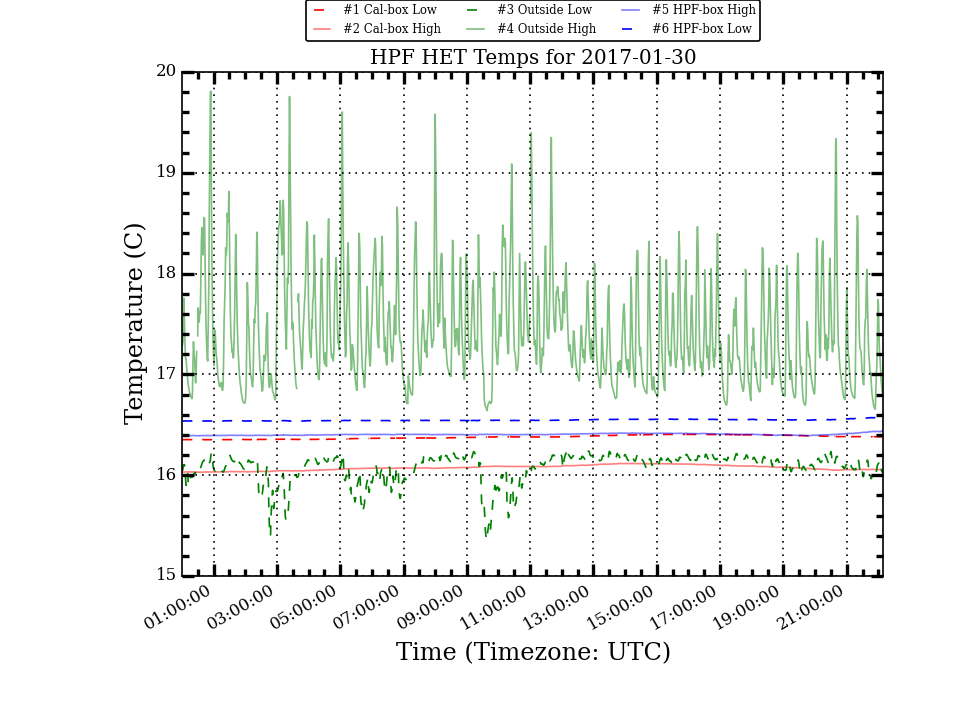 #1 Cal-box Low #3 Outside Low #5 HPF-box High
#2 Cal-box High #4 Outside High #6 HPF-box Low
HPF HET Temps for 2017-01-30
20
19
18
17
16
15
Temperature (C)
01:00:00 03:00:00 05:00:00 07:00:00 09:00:00 11:00:00 13:00:00 15:00:00 17:00:00 19:00:00 21:00:00
Time (Timezone: UTC)